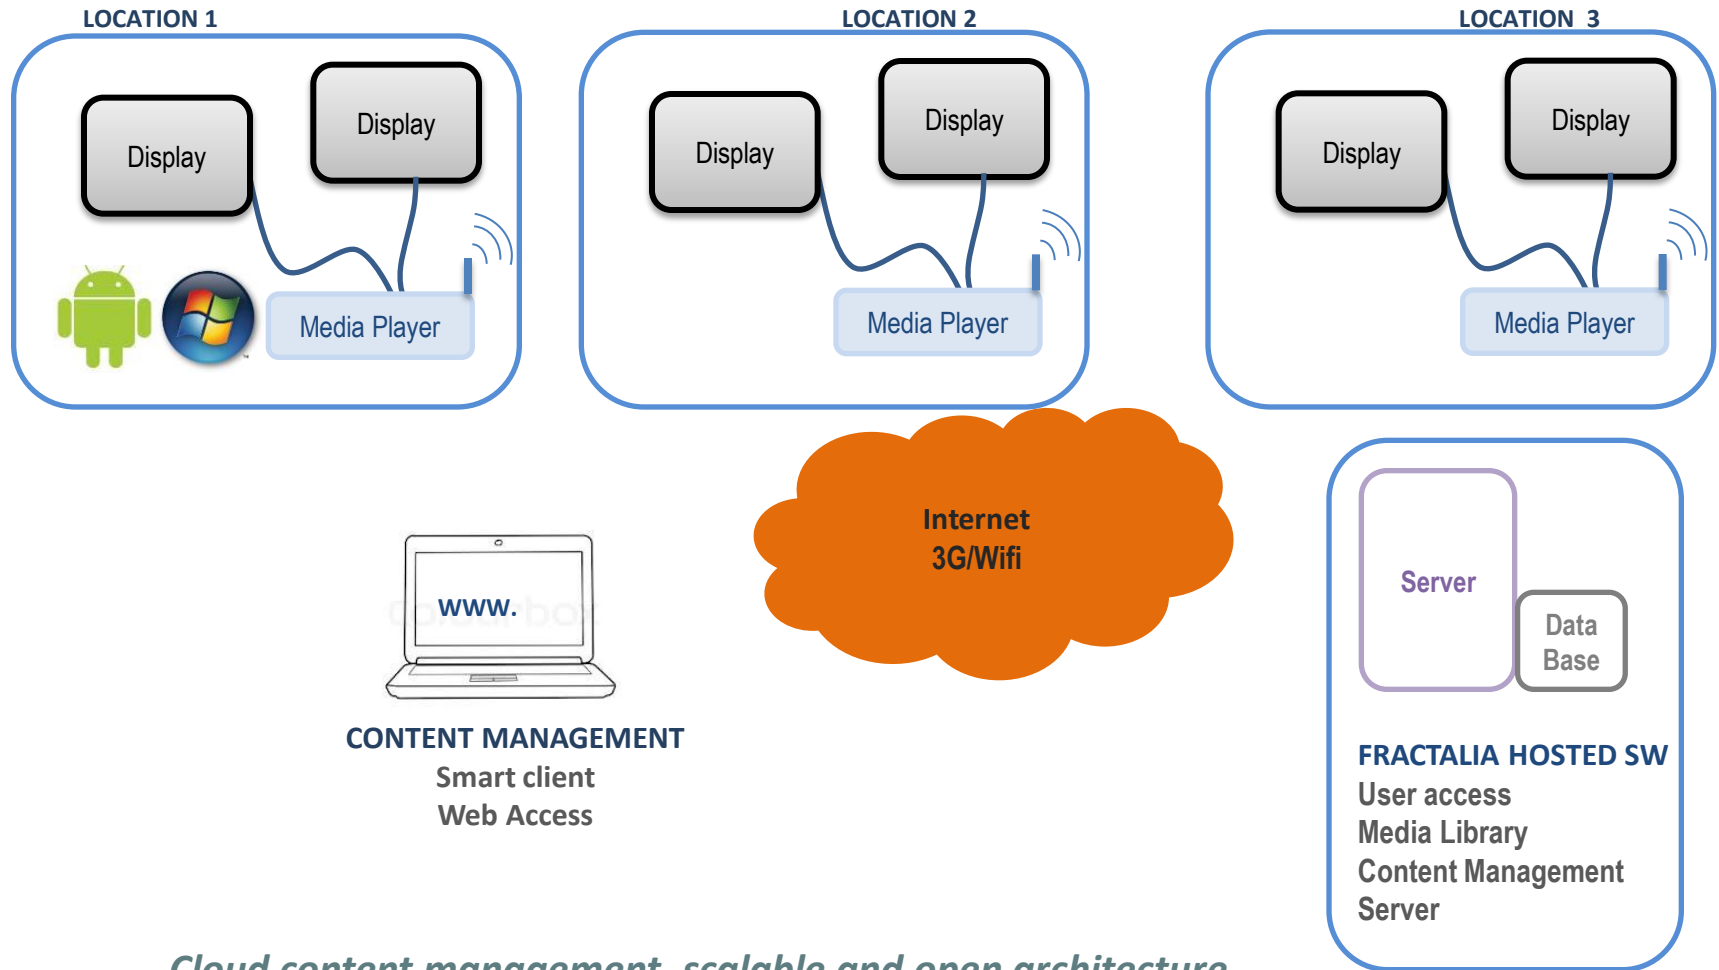 LOCATION 1
LOCATION 2
LOCATION 3
Display
Display
Media Player
Display
Display
Media Player
Display
Display
Media Player
Internet
3G/Wifi
www.
CONTENT MANAGEMENT
Smart client
Web Access
Server
Data
Base
FRACTALIA HOSTED SW
User access
Media Library
Content Management
Server
Cloud content management, scalable and open architecture